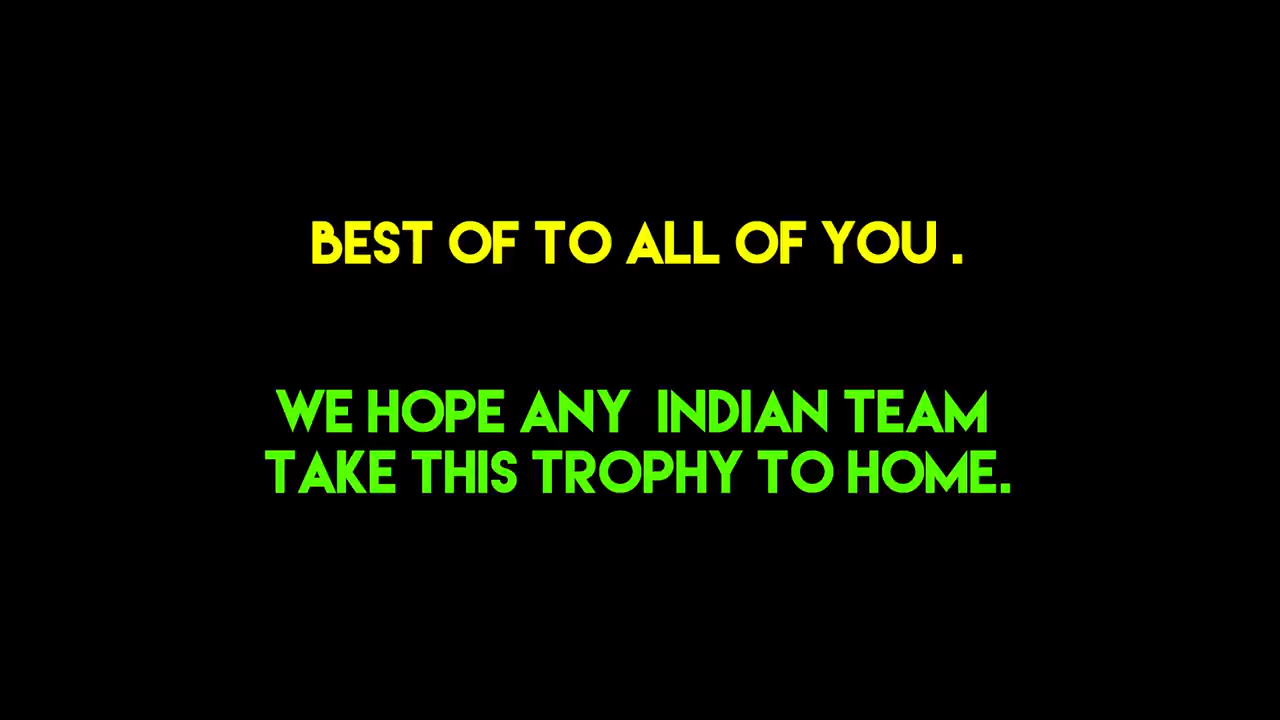 BEST OF TO ALL OF YOU .
WE HOPE ANY  INDIAN TEAM
TAKE THIS TROPHY TO HOME.